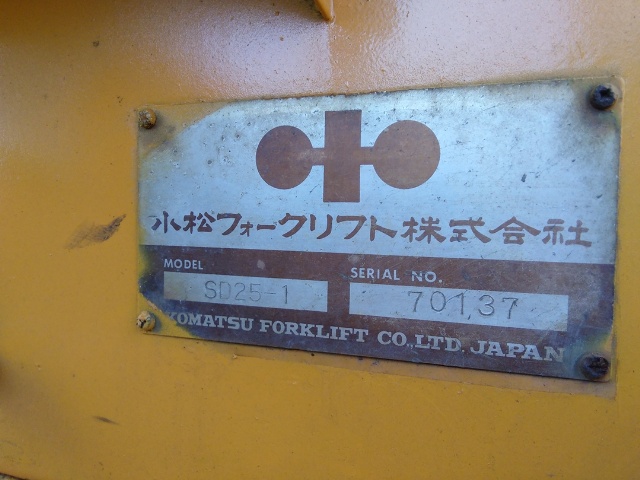 小松フォークリフト株式会社
MODEL SERIAL NO.
SD25-1 70137
KOMATSU FORKLIFT CO.,LTD. JAPAN